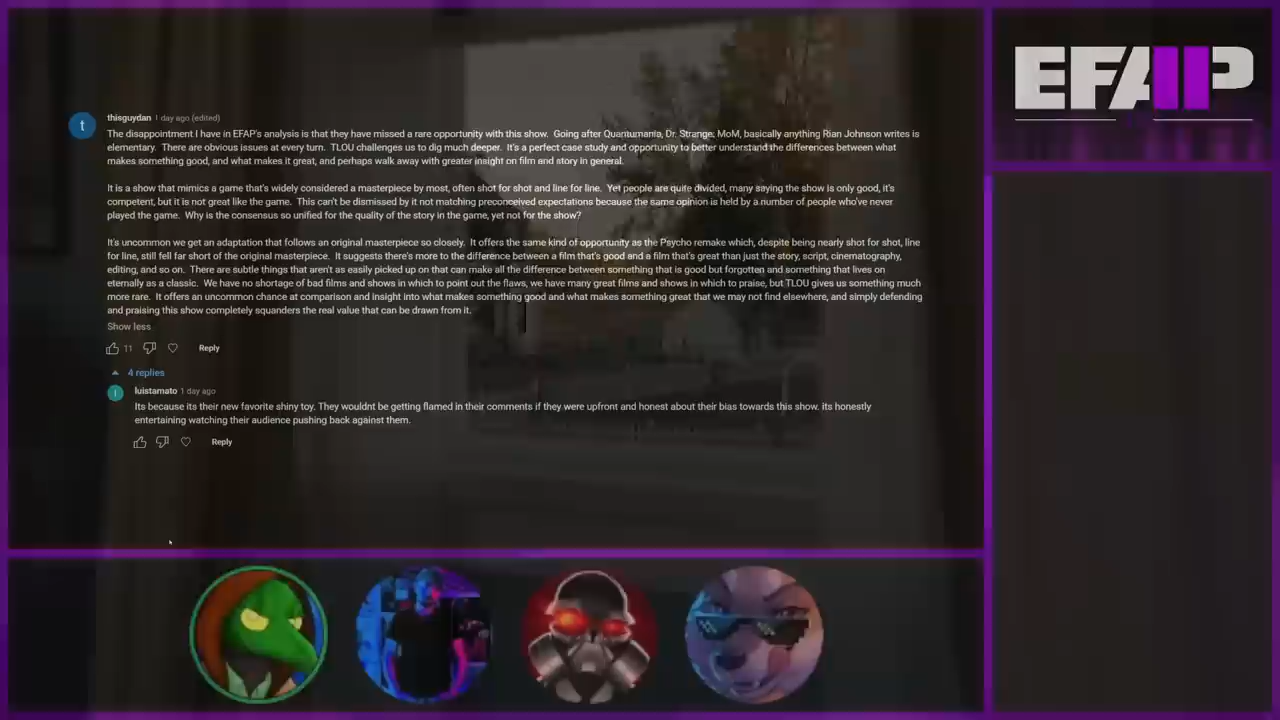 EFAP
thisguydan 1 day ago (edited)
The disappointment I have in EFAP's analysis is that they have missed a rare opportunity with this show. Going after Quantumania, Dr. Strange: MoM, basically anything Rian Johnson writes is
elementary. There are obvious issues at every turn. TLOU challenges us to dig much deeper. It's a perfect case study and opportunity to better understand the differences between what
makes something good, and what makes it great, and perhaps walk away with greater insight on film and story in general.
It is a show that mimics a game that's widely considered a masterpiece by most, often shot for shot and line for line. Yet people are quite divided, many saying the show is only good, it's
competent, but it is not great like the game. This can't be dismissed by it not matching preconceived expectations because the same opinion is held by a number of people who've never
played the game. Why is the consensus so unified for the quality of the story in the game, yet not for the show?
It's uncommon we get an adaptation that follows an original masterpiece so closely. It offers the same kind of opportunity as the Psycho remake which, despite being nearly shot for shot, line
for line, still fell far short of the original masterpiece. It suggests there's more to the difference between a film that's good and a film that's great than just the story, script, cinematography,
editing, and so on. There are subtle things that aren't as easily picked up on that can make all the difference between something that is good but forgotten and something that lives on
eternally as a classic. We have no shortage of bad films and shows in which to point out the flaws, we have many great films and shows in which to praise, but TLOU gives us something much
more rare. It offers an uncommon chance at comparison and insight into what makes something good and what makes something great that we may not find elsewhere, and simply defending
and praising this show completely squanders the real value that can be drawn from it.
Show less
11 Reply
4 replies
luistamato 1 day ago
Its because its their new favorite shiny toy. They wouldnt be getting flamed in their comments if they were upfront and honest about their bias towards this show. its honestly
entertaining watching their audience pushing back against them.
Reply